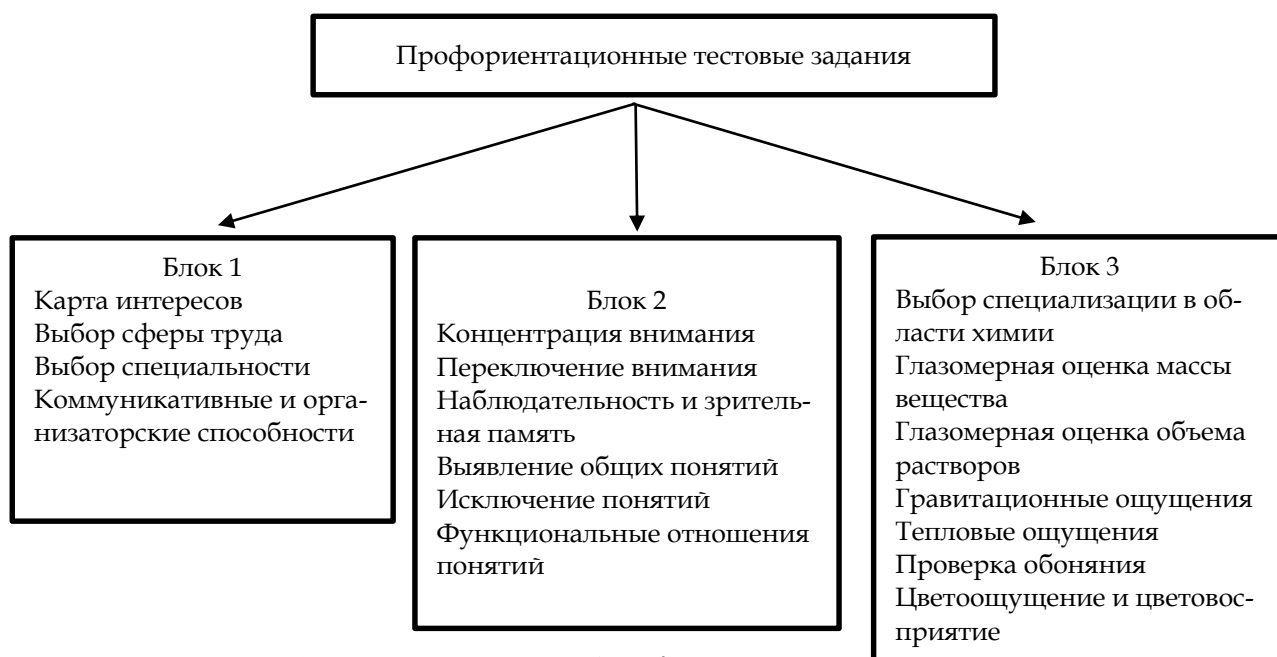 Профориентационные тестовые задания
Блок 1
Карта интересов
Выбор сферы труда
Выбор специальности
Коммуникативные и орга-
низаторские способности
Блок 2
Концентрация внимания
Переключение внимания
Наблюдательность и зритель-
ная память
Выявление общих понятий
Исключение понятий
Функциональные отношения
понятий
Блок 3
Выбор специализации в об-
ласти химии
Глазомерная оценка массы
вещества
Глазомерная оценка объема
растворов
Гравитационные ощущения
Тепловые ощущения
Проверка обоняния
Цветоощущение и цветовос-
приятие